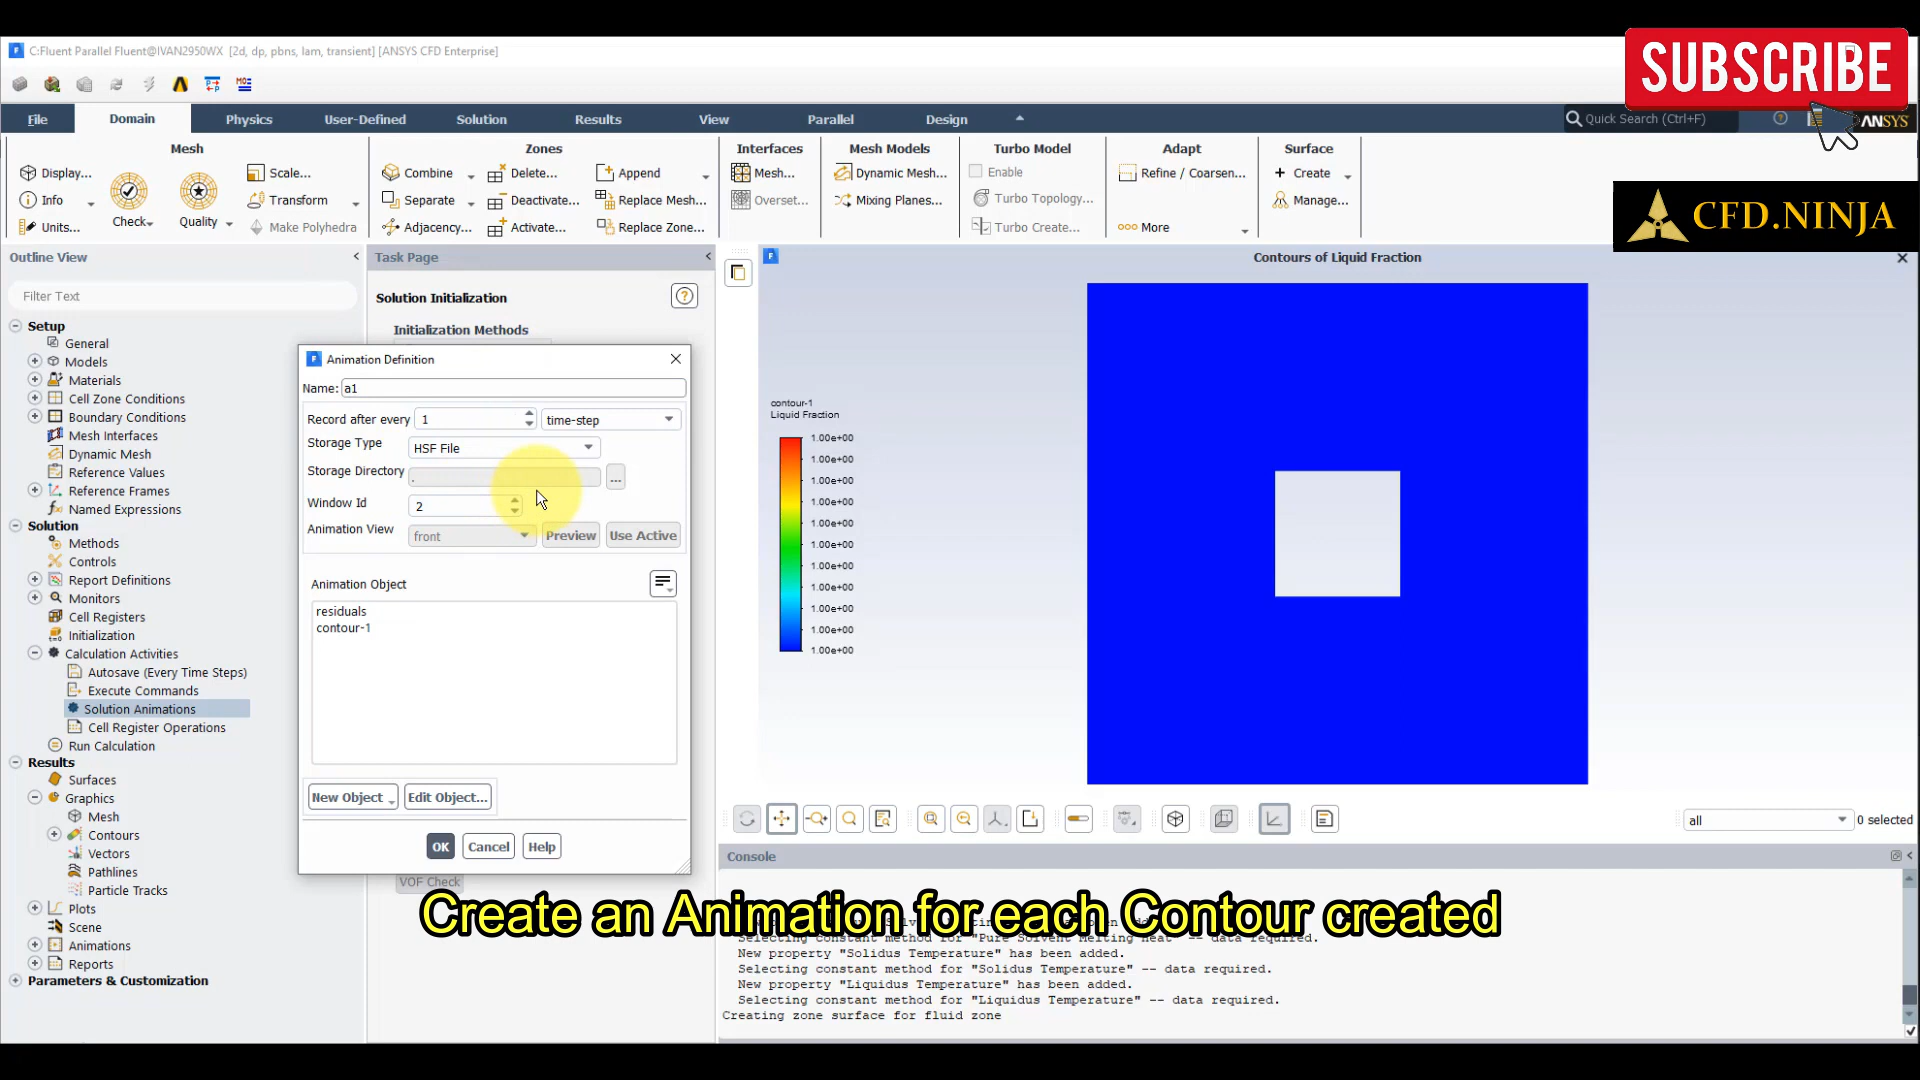 C:Fluent Parallel Fluent@IVAN2950WX [2d, dp, pbns, lam, transient] [ANSYS CFD Enterprise]
SUBSCRIBE
File Domain Physics User-Defined Solution Results View Parallel Design
Quick Search (Ctrl+F)
ANSYS
Mesh Zones Interfaces Mesh Models Turbo Model Adapt Surface
Display... Scale... Combine Delete... Append Mesh... Dynamic Mesh... Enable Refine / Coarsen... Create
Info Transform Separate Deactivate... Replace Mesh... Overset... Mixing Planes... Turbo Topology... Manage...
Units... Check Quality Make Polyhedra Adjacency... Activate... Replace Zone... Turbo Create... More
CFD.NINJA
Outline View
Filter Text
Setup
General
Models
Materials
Cell Zone Conditions
Boundary Conditions
Mesh Interfaces
Dynamic Mesh
Reference Values
Reference Frames
Named Expressions
Solution
Methods
Controls
Report Definitions
Monitors
Cell Registers
Initialization
Calculation Activities
Autosave (Every Time Steps)
Execute Commands
Solution Animations
Cell Register Operations
Run Calculation
Results
Surfaces
Graphics
Mesh
Contours
Vectors
Pathlines
Particle Tracks
Plots
Scene
Animations
Reports
Parameters & Customization
Task Page
Solution Initialization
Initialization Methods
Animation Definition
Name: a1
Record after every 1 time-step
Storage Type HSF File
Storage Directory . ...
Window Id 2
Animation View front Preview Use Active
Animation Object
residuals
contour-1
New Object Edit Object...
OK Cancel Help
VOF Check
Contours of Liquid Fraction
contour-1
Liquid Fraction
1.00e+00
1.00e+00
1.00e+00
1.00e+00
1.00e+00
1.00e+00
1.00e+00
1.00e+00
1.00e+00
1.00e+00
1.00e+00
all 0 selected
Console
Selecting constant method for "Pure Solvent Melting Heat" -- data required.
New property "Solidus Temperature" has been added.
Selecting constant method for "Solidus Temperature" -- data required.
New property "Liquidus Temperature" has been added.
Selecting constant method for "Liquidus Temperature" -- data required.
Creating zone surface for fluid zone
Create an Animation for each Contour created